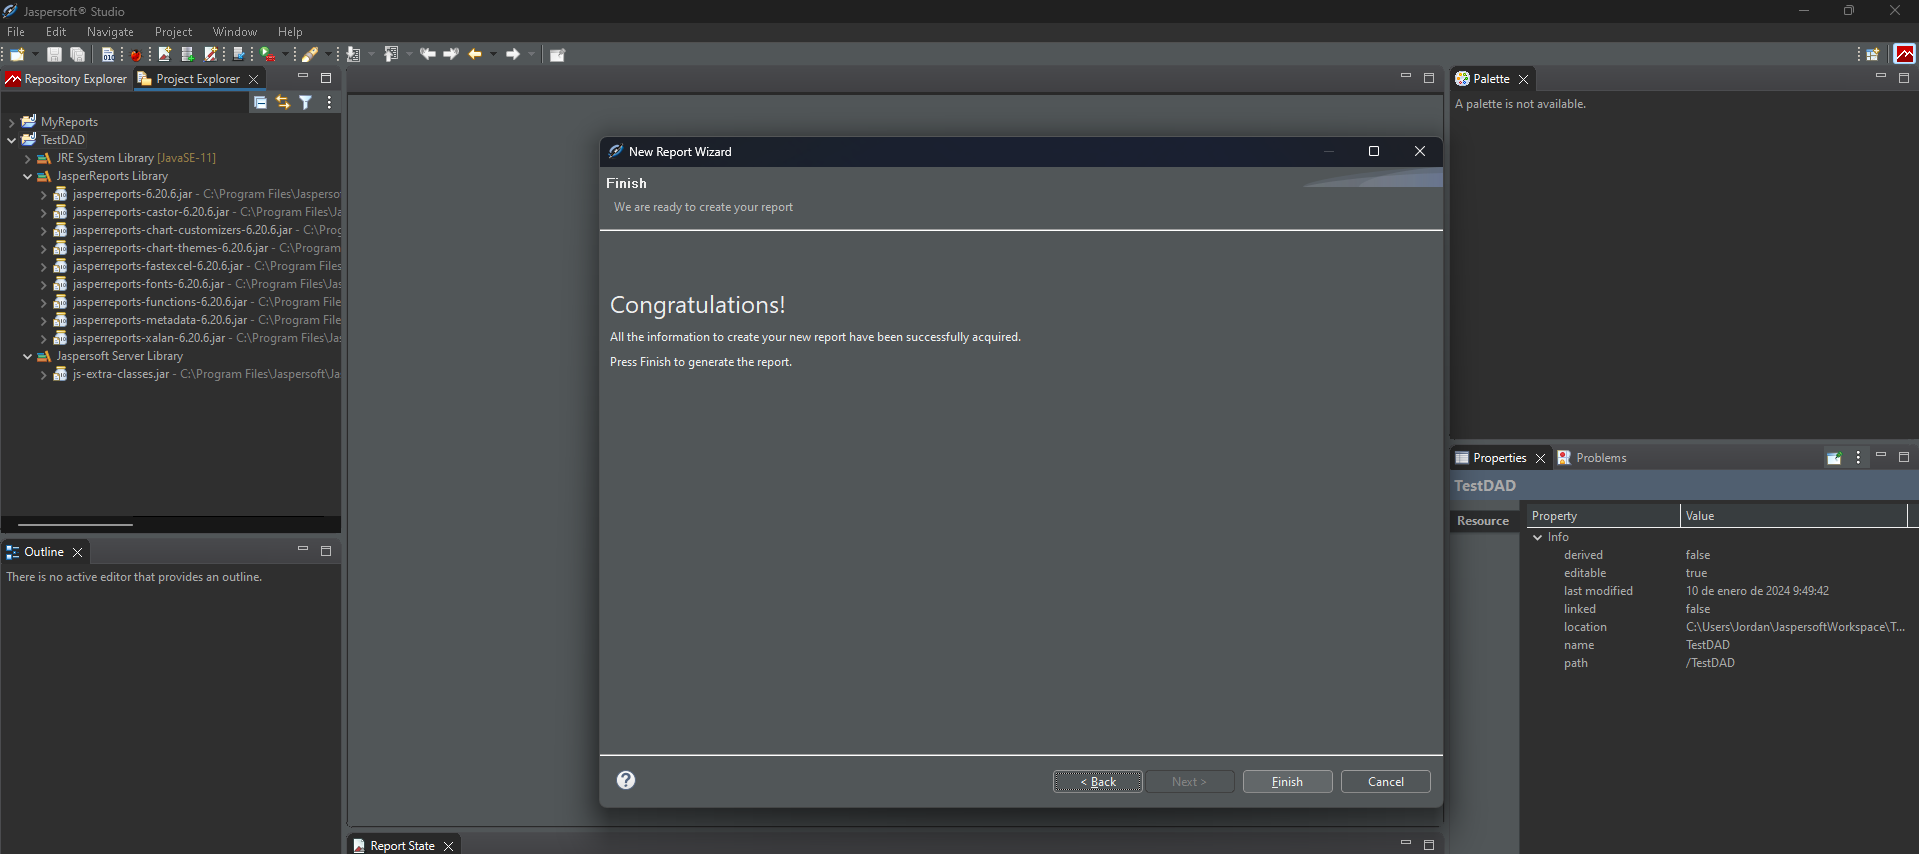 Jaspersoft® Studio
File Edit Navigate Project Window Help
Repository Explorer
Project Explorer
MyReports
TestDAD
JRE System Library [JavaSE-11]
JasperReports Library
jasperreports-6.20.6.jar - C:\Program Files\Jasperso
jasperreports-castor-6.20.6.jar - C:\Program Files\Ja
jasperreports-chart-customizers-6.20.6.jar - C:\Prog
jasperreports-chart-themes-6.20.6.jar - C:\Program
jasperreports-fastexcel-6.20.6.jar - C:\Program Files
jasperreports-fonts-6.20.6.jar - C:\Program Files\Jas
jasperreports-functions-6.20.6.jar - C:\Program File
jasperreports-metadata-6.20.6.jar - C:\Program File
jasperreports-xalan-6.20.6.jar - C:\Program Files\Jas
Jaspersoft Server Library
js-extra-classes.jar - C:\Program Files\Jaspersoft\Ja
Outline
There is no active editor that provides an outline.
New Report Wizard
Finish
We are ready to create your report
Congratulations!
All the information to create your new report have been successfully acquired.
Press Finish to generate the report.
?
< Back
Next >
Finish
Cancel
Report State
Palette
A palette is not available.
Properties
Problems
TestDAD
Resource
Property Value
Info
derived false
editable true
last modified 10 de enero de 2024 9:49:42
linked false
location C:\Users\Jordan\JaspersoftWorkspace\T...
name TestDAD
path /TestDAD